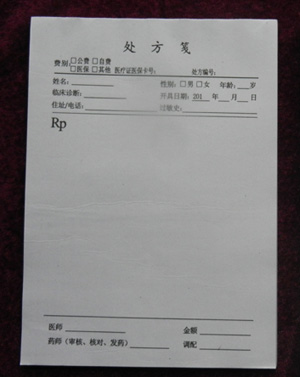 处方笺
费别:□公费 □自费
□医保 □其他 医疗证医保卡号: 处方编号:
姓名: 性别:□男□女 年龄: 岁
临床诊断: 开具日期:201 年 月 日
住址/电话: 过敏史:
Rp
医师 金额
药师(审核、核对、发药) 调配